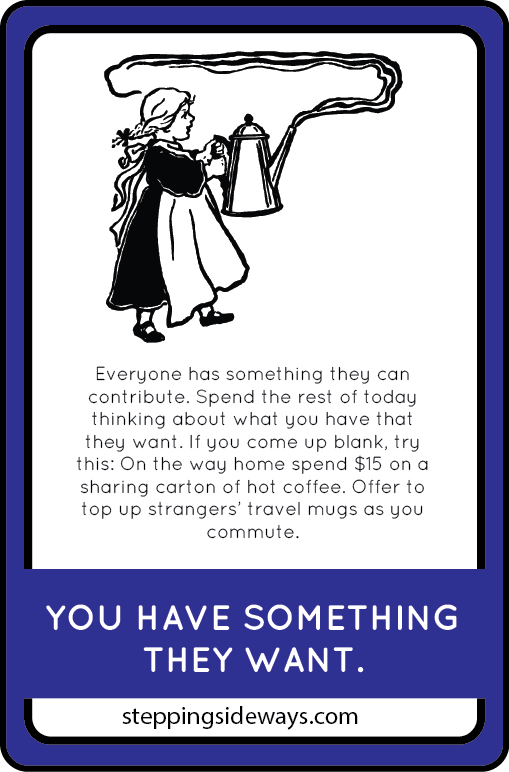 Everyone has something they can
contribute. Spend the rest of today
thinking about what you have that
they want. If you come up blank, try
this: On the way home spend $15 on a
sharing carton of hot coffee. Offer to
top up strangers’ travel mugs as you
commute.
YOU HAVE SOMETHING
THEY WANT.
steppingsideways.com